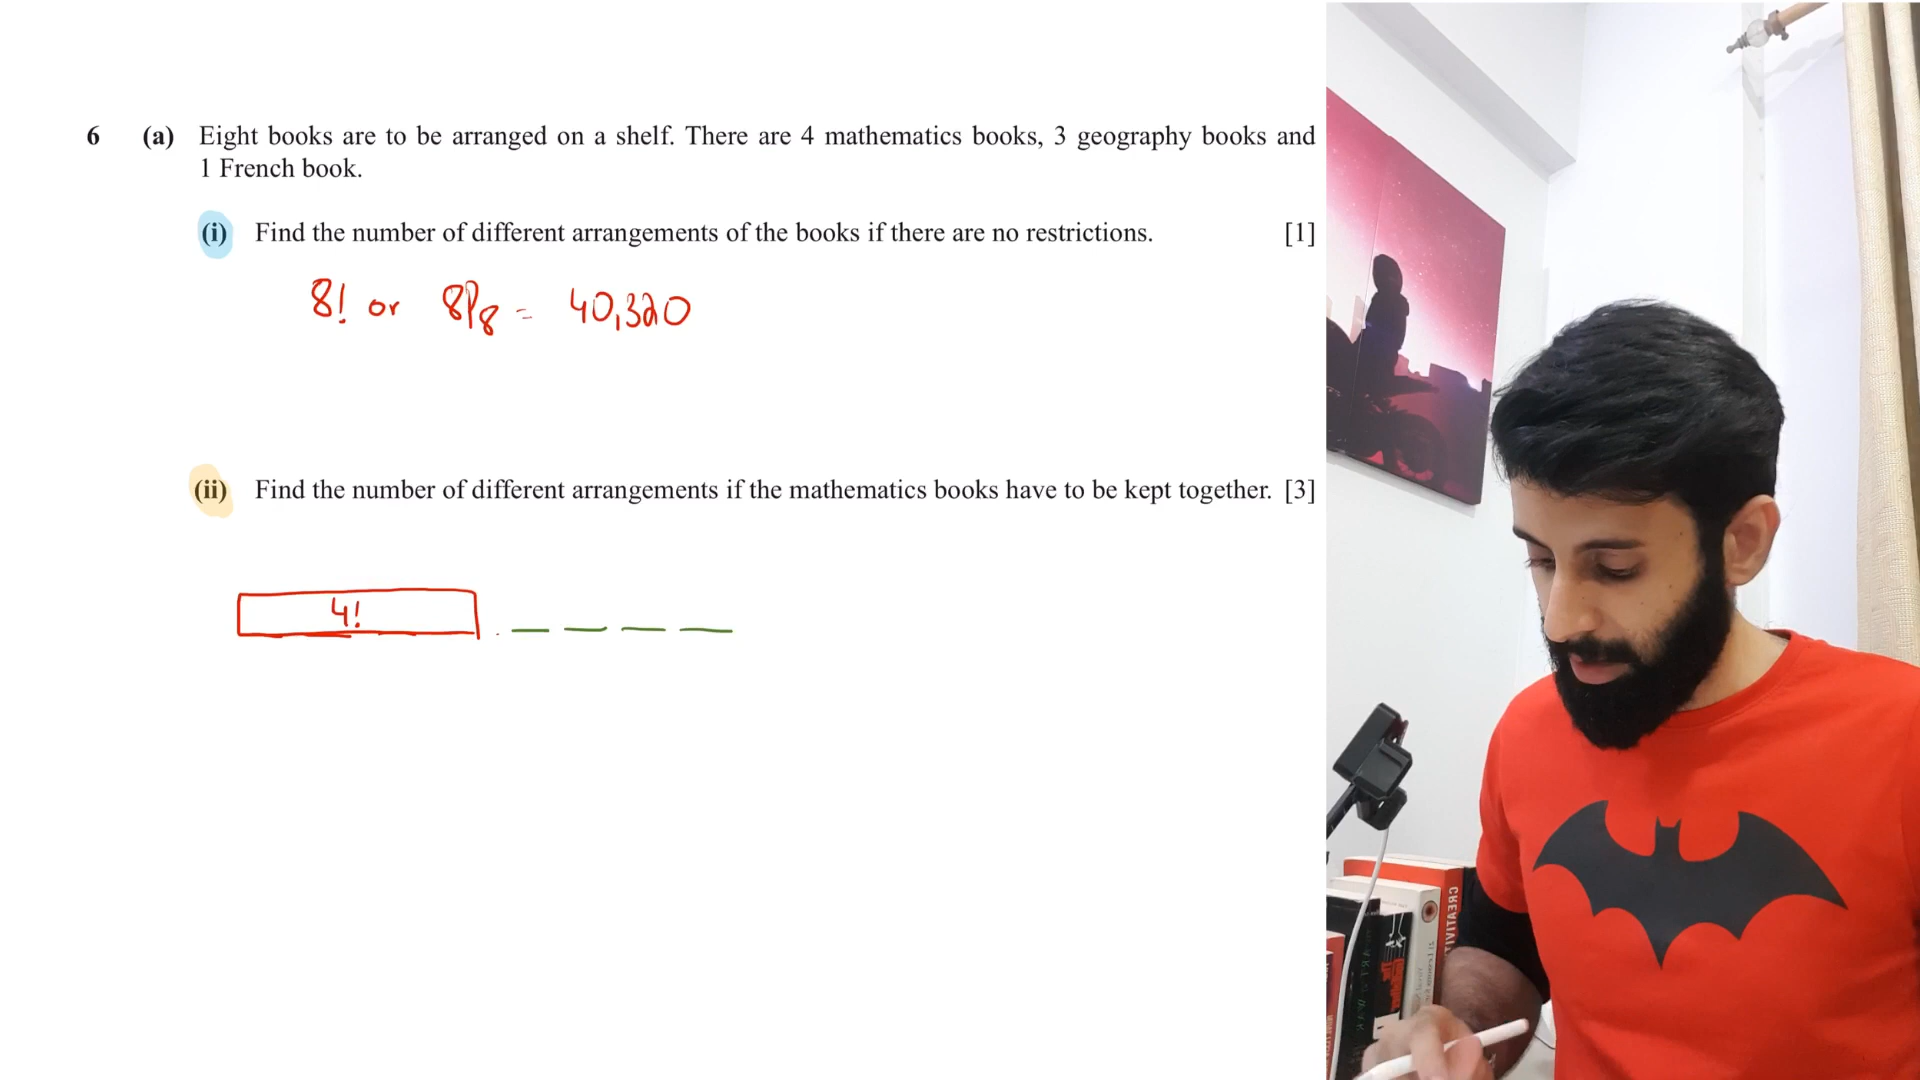 6 (a) Eight books are to be arranged on a shelf. There are 4 mathematics books, 3 geography books and
1 French book.
(i) Find the number of different arrangements of the books if there are no restrictions. [1]
8! or 8P8 = 40,320
(ii) Find the number of different arrangements if the mathematics books have to be kept together. [3]
4!
CREATIVI